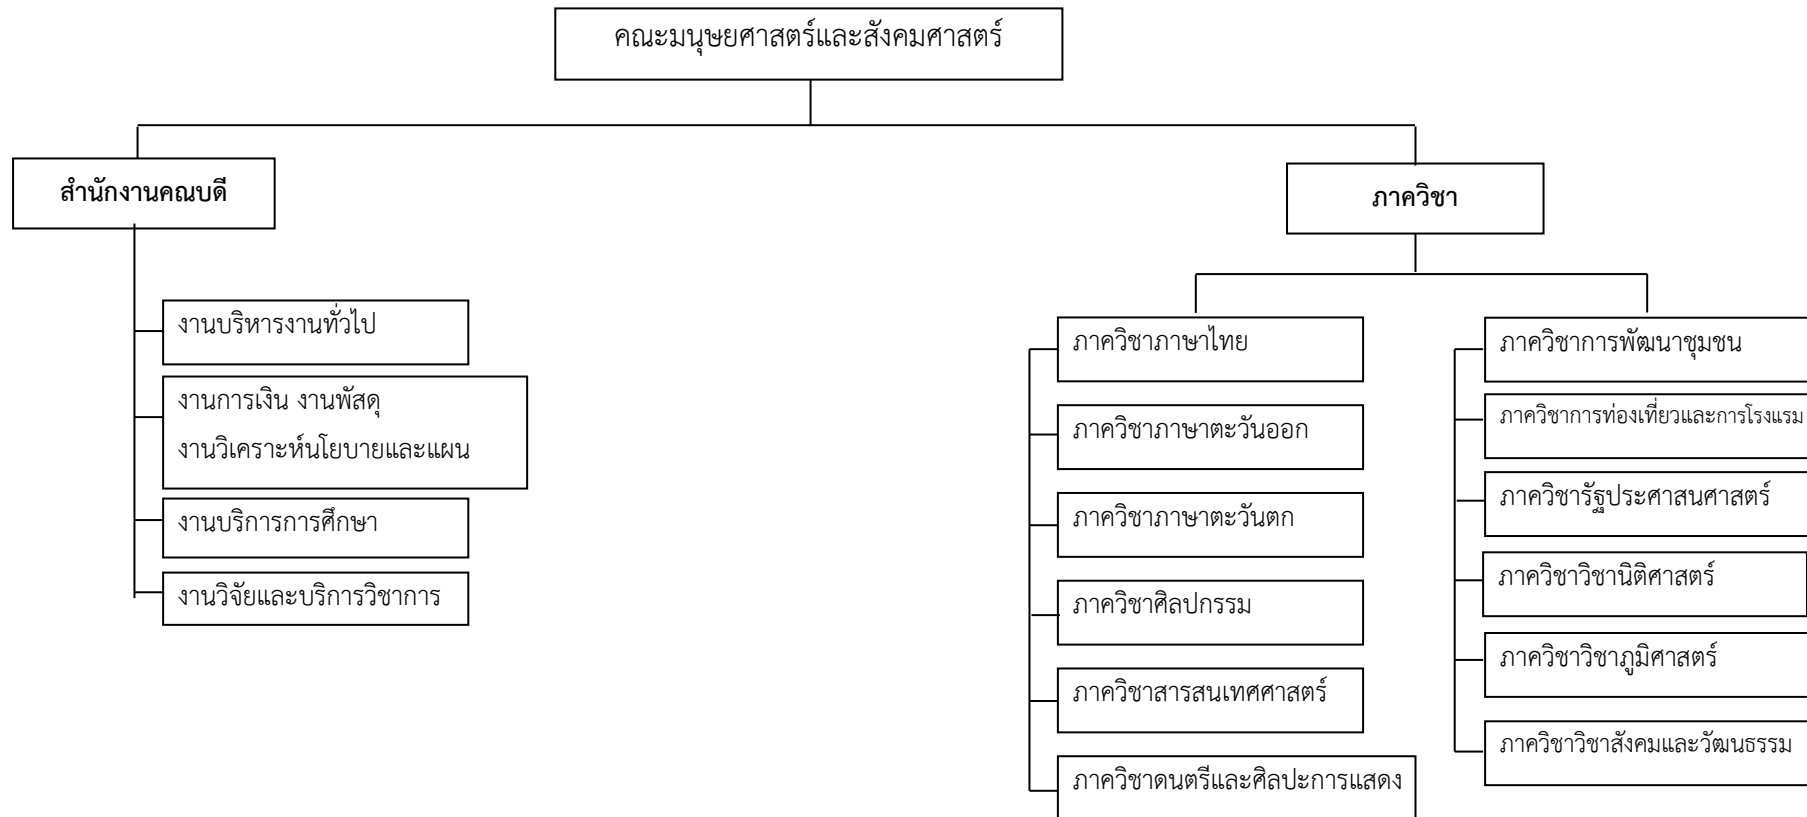 คณะมนุษยศาสตร์และสังคมศาสตร์
สำนักงานคณบดี
ภาควิชา
งานบริหารงานทั่วไป
งานการเงิน งานพัสดุ
งานวิเคราะห์นโยบายและแผน
งานบริการการศึกษา
งานวิจัยและบริการวิชาการ
ภาควิชาภาษาไทย
ภาควิชาภาษาตะวันออก
ภาควิชาภาษาตะวันตก
ภาควิชาศิลปกรรม
ภาควิชาสารสนเทศศาสตร์
ภาควิชาดนตรีและศิลปะการแสดง
ภาควิชาการพัฒนาชุมชน
ภาควิชาการท่องเที่ยวและการโรงแรม
ภาควิชารัฐประศาสนศาสตร์
ภาควิชาวิชานิติศาสตร์
ภาควิชาวิชาภูมิศาสตร์
ภาควิชาวิชาสังคมและวัฒนธรรม